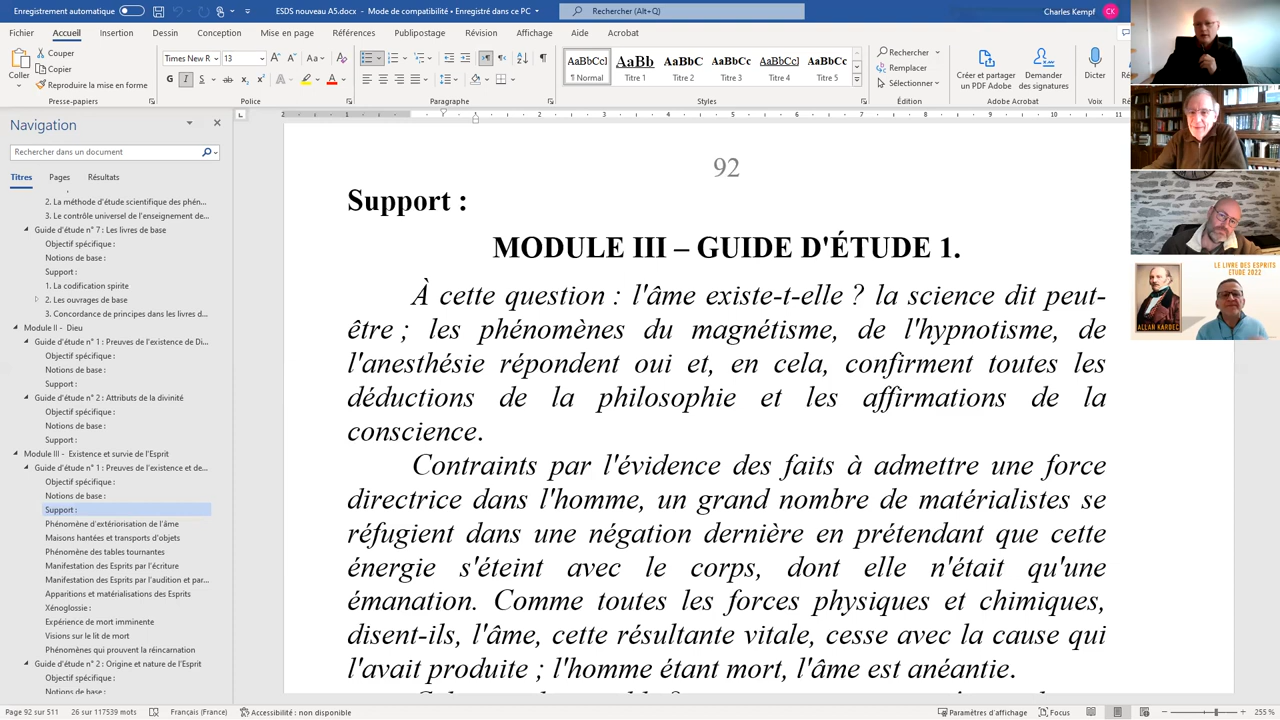 Enregistrement automatique
ESDS nouveau A5.docx - Mode de compatibilité • Enregistré dans ce PC
Rechercher (Alt+Q)
Charles Kempf
CK
Fichier Accueil Insertion Dessin Conception Mise en page Références Publipostage Révision Affichage Aide Acrobat
Coller
Couper
Copier
Reproduire la mise en forme
Presse-papiers
Times New R 13
G I S ab x₂ x²
Police
Paragraphe
AaBbCcI AaBb AaBbC AaBbCc AaBbCcI AaBbCc
¶ Normal Titre 1 Titre 2 Titre 3 Titre 4 Titre 5
Styles
Rechercher
Remplacer
Sélectionner
Édition
Créer et partager
un PDF Adobe
Demander
des signatures
Adobe Acrobat
Dicter
Voix
Navigation
Rechercher dans un document
Titres Pages Résultats
2. La méthode d'étude scientifique des phén...
3. Le contrôle universel de l'enseignement de...
Guide d'étude n° 7 : Les livres de base
Objectif spécifique :
Notions de base :
Support :
1. La codification spirite
2. Les ouvrages de base
3. Concordance de principes dans les livres d...
Module II - Dieu
Guide d'étude n° 1 : Preuves de l'existence de Di...
Objectif spécifique :
Notions de base :
Support :
Guide d'étude n° 2 : Attributs de la divinité
Objectif spécifique :
Notions de base :
Support :
Module III - Existence et survie de l'Esprit
Guide d'étude n° 1 : Preuves de l'existence et de...
Objectif spécifique :
Notions de base :
Support :
Phénomène d'extériorisation de l'âme
Maisons hantées et transports d'objets
Phénomène des tables tournantes
Manifestation des Esprits par l'écriture
Manifestation des Esprits par l'audition et par...
Apparitions et matérialisations des Esprits
Xénoglossie :
Expérience de mort imminente
Visions sur le lit de mort
Phénomènes qui prouvent la réincarnation
Guide d'étude n° 2 : Origine et nature de l'Esprit
Objectif spécifique :
Notions de base :
2 1 1 2 3 4 5 6 7 8 9 10 11
92
Support :
MODULE III – GUIDE D'ÉTUDE 1.
À cette question : l'âme existe-t-elle ? la science dit peut-
être ; les phénomènes du magnétisme, de l'hypnotisme, de
l'anesthésie répondent oui et, en cela, confirment toutes les
déductions de la philosophie et les affirmations de la
conscience.
Contraints par l'évidence des faits à admettre une force
directrice dans l'homme, un grand nombre de matérialistes se
réfugient dans une négation dernière en prétendant que cette
énergie s'éteint avec le corps, dont elle n'était qu'une
émanation. Comme toutes les forces physiques et chimiques,
disent-ils, l'âme, cette résultante vitale, cesse avec la cause qui
l'avait produite ; l'homme étant mort, l'âme est anéantie.
LE LIVRE DES ESPRITS
ETUDE 2022
ALLAN KARDEC
Page 92 sur 511 26 sur 117539 mots Français (France) Accessibilité : non disponible
Paramètres d'affichage Focus 255 %